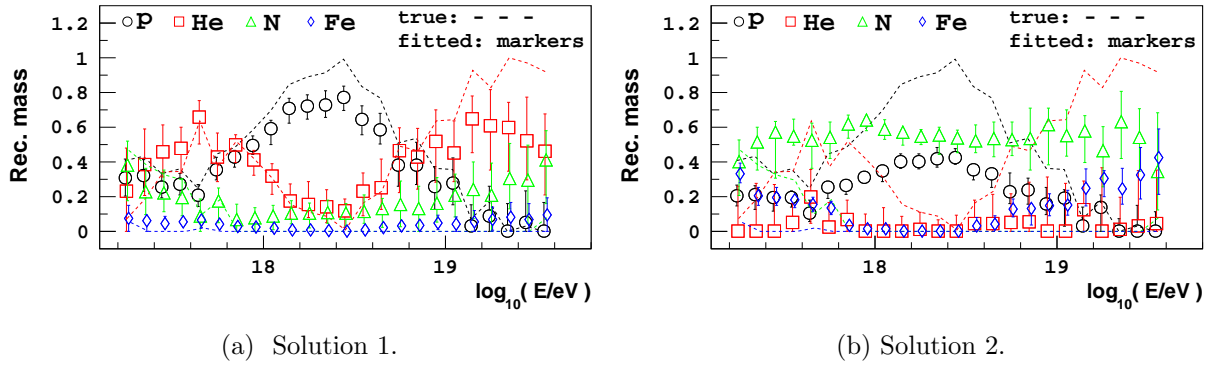 p He N Fe
true: - - -
fitted: markers
Rec. mass
1.2
1
0.8
0.6
0.4
0.2
0
18 19
log10( E/eV )
(a) Solution 1.
p He N Fe
true: - - -
fitted: markers
Rec. mass
1.2
1
0.8
0.6
0.4
0.2
0
18 19
log10( E/eV )
(b) Solution 2.